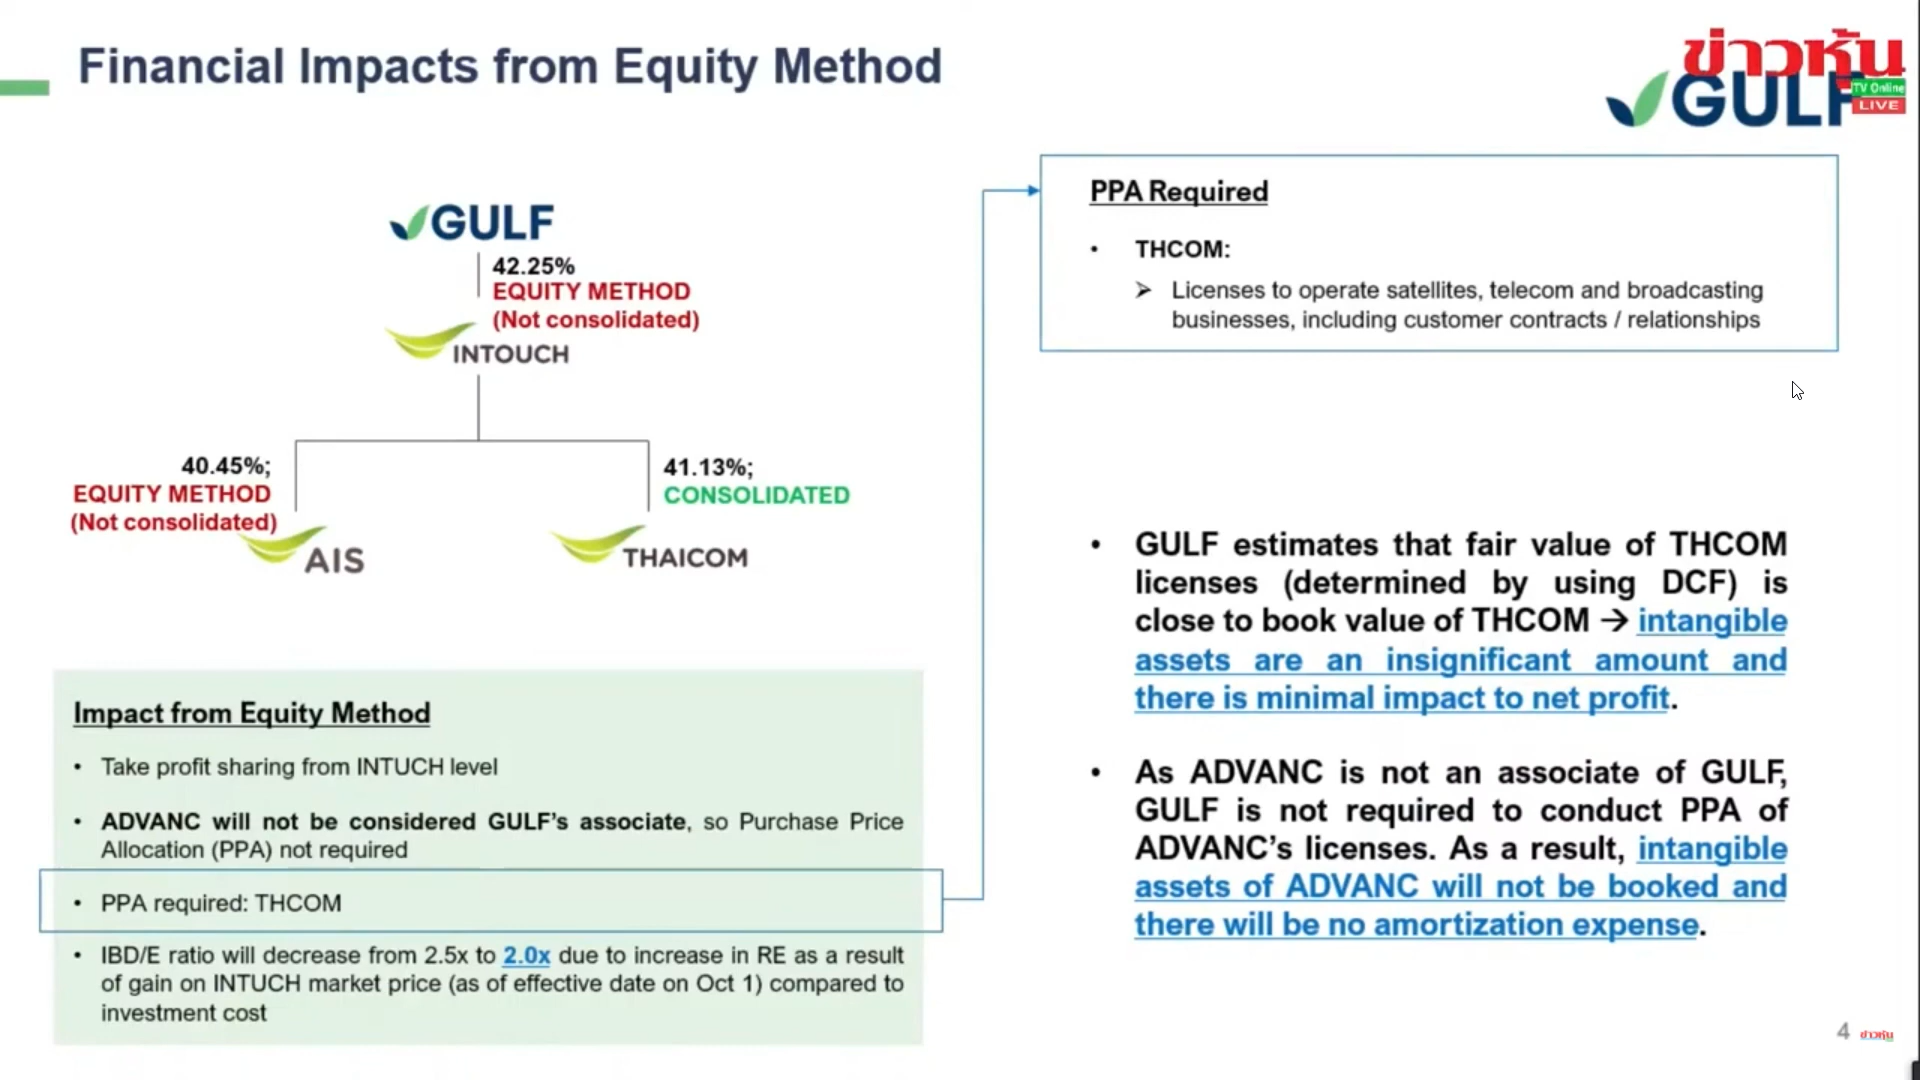 Financial Impacts from Equity Method
ข่าวหุ้น
TV Online
LIVE
GULF
GULF
42.25%
EQUITY METHOD
(Not consolidated)
INTOUCH
40.45%;
EQUITY METHOD
(Not consolidated)
AIS
41.13%;
CONSOLIDATED
THAICOM
Impact from Equity Method
• Take profit sharing from INTUCH level
• ADVANC will not be considered GULF's associate, so Purchase Price
Allocation (PPA) not required
• PPA required: THCOM
• IBD/E ratio will decrease from 2.5x to 2.0x due to increase in RE as a result
of gain on INTUCH market price (as of effective date on Oct 1) compared to
investment cost
PPA Required
• THCOM:
➢ Licenses to operate satellites, telecom and broadcasting
businesses, including customer contracts / relationships
• GULF estimates that fair value of THCOM
licenses (determined by using DCF) is
close to book value of THCOM → intangible
assets are an insignificant amount and
there is minimal impact to net profit.
• As ADVANC is not an associate of GULF,
GULF is not required to conduct PPA of
ADVANC's licenses. As a result, intangible
assets of ADVANC will not be booked and
there will be no amortization expense.
4
ข่าวหุ้น